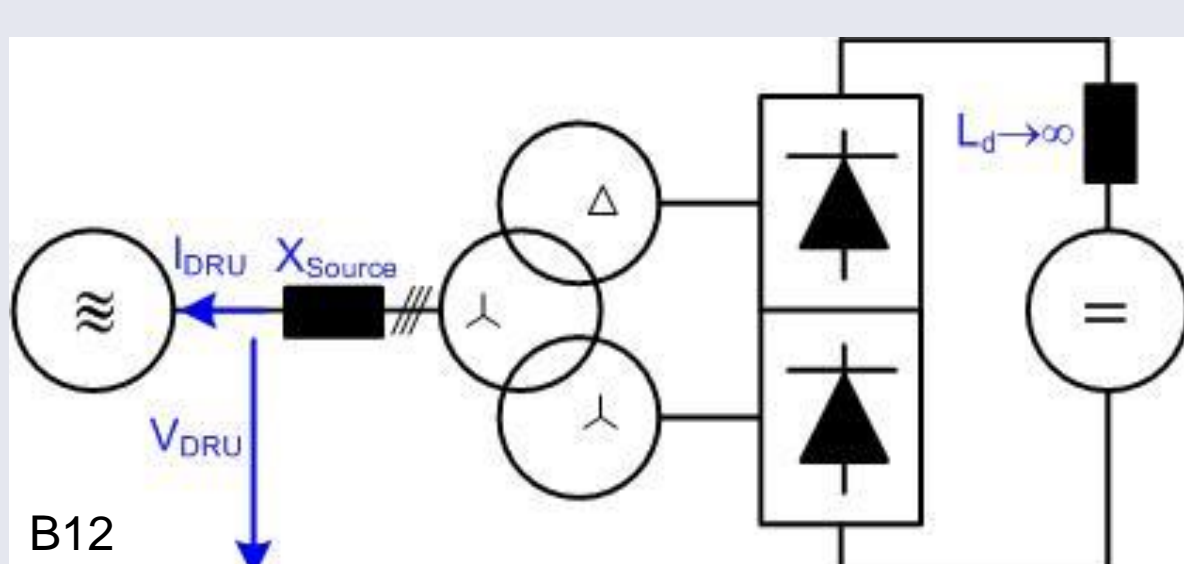 L_d→∞
△
I_DRU X_Source
≋
=
V_DRU
B12